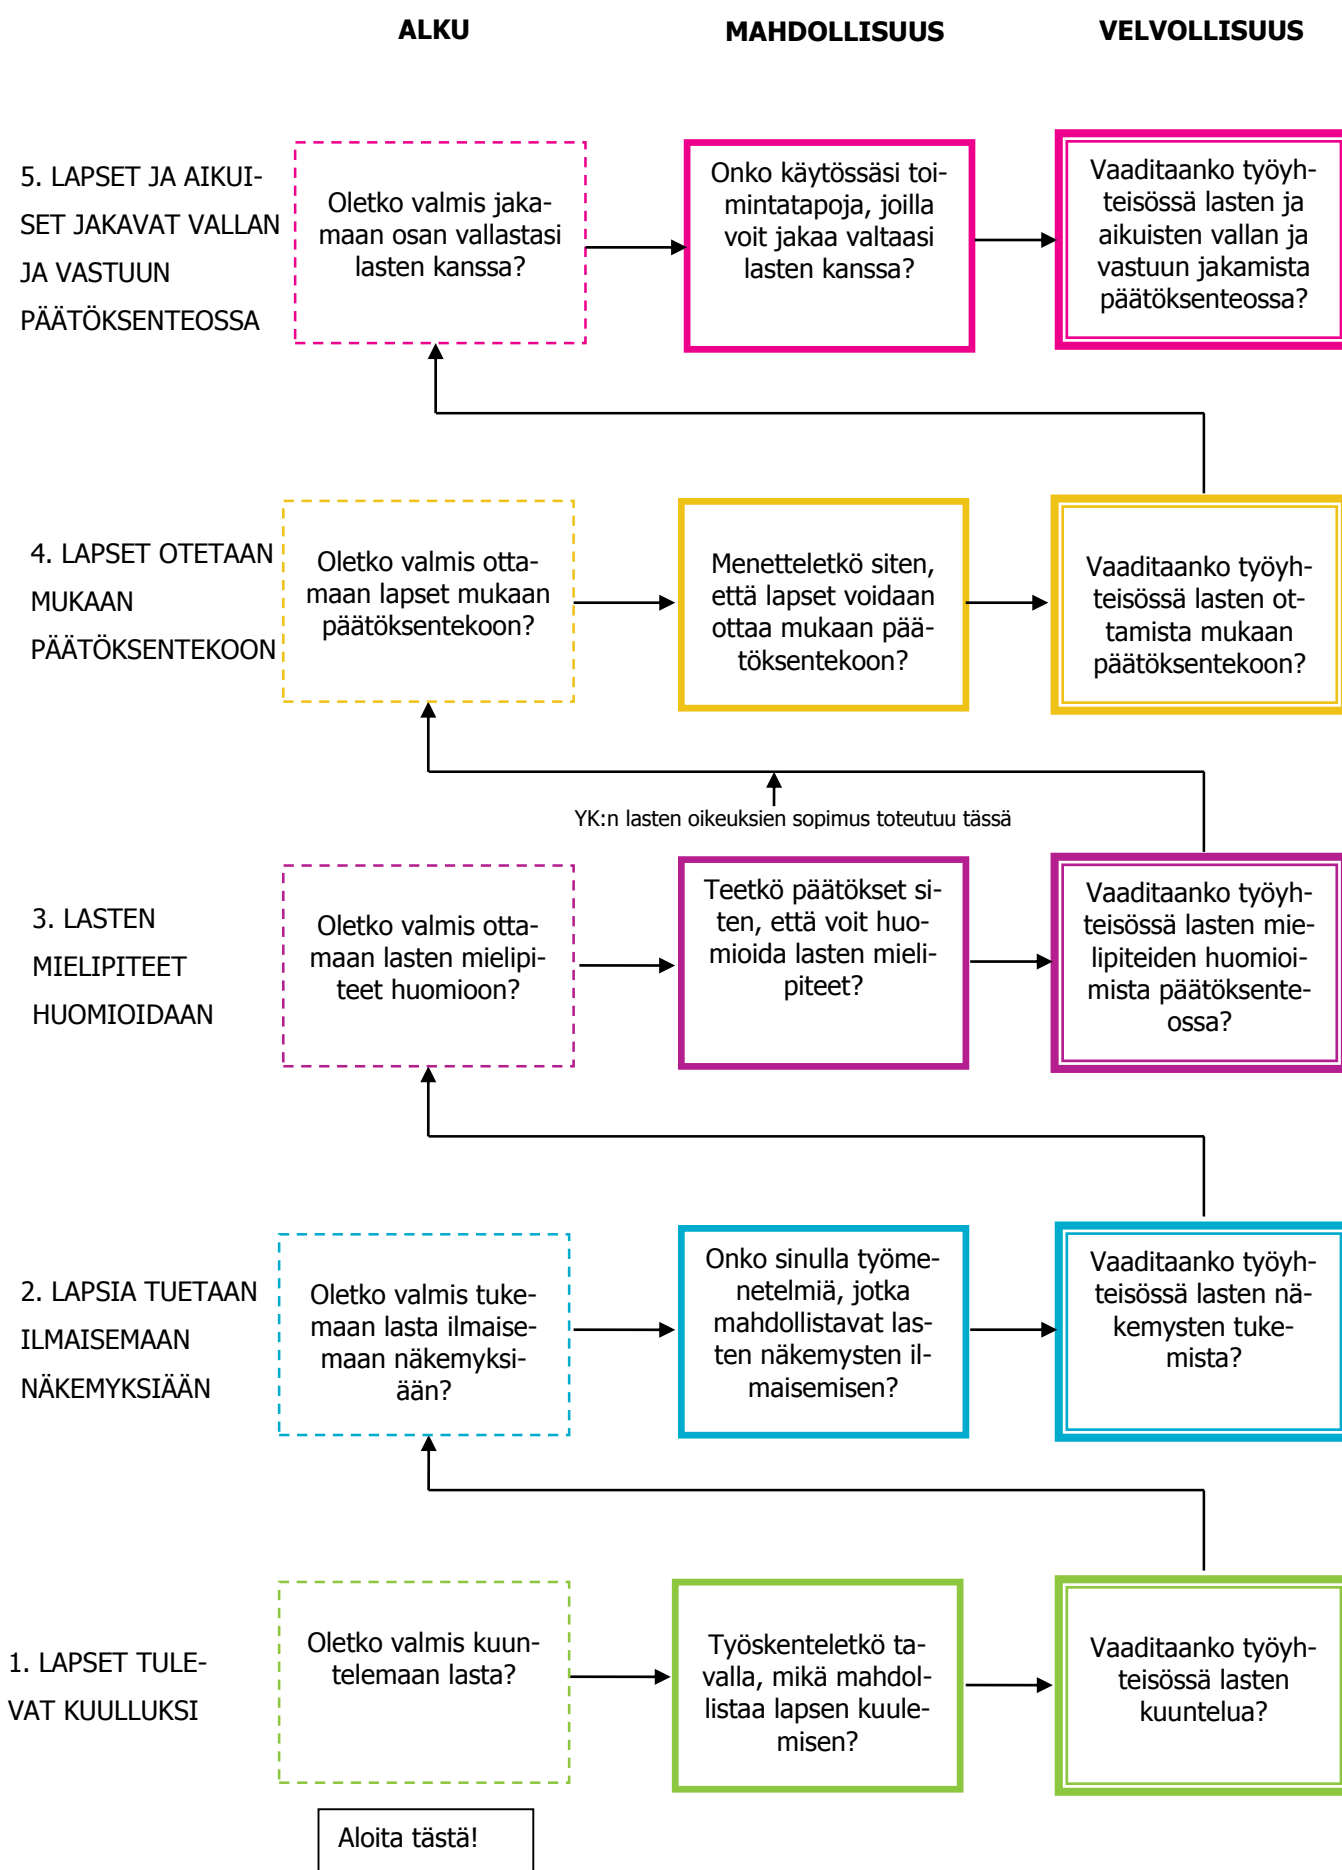 ALKU
MAHDOLLISUUS
VELVOLLISUUS
5. LAPSET JA AIKUI-
SET JAKAVAT VALLAN
JA VASTUUN
PÄÄTÖKSENTEOSSA
Oletko valmis jaka-
maan osan vallastasi
lasten kanssa?
Onko käytössäsi toi-
mintatapoja, joilla
voit jakaa valtaasi
lasten kanssa?
Vaaditaanko työyh-
teisössä lasten ja
aikuisten vallan ja
vastuun jakamista
päätöksenteossa?
4. LAPSET OTETAAN
MUKAAN
PÄÄTÖKSENTEKOON
Oletko valmis otta-
maan lapset mukaan
päätöksentekoon?
Menetteletkö siten,
että lapset voidaan
ottaa mukaan pää-
töksentekoon?
Vaaditaanko työyh-
teisössä lasten ot-
tamista mukaan
päätöksentekoon?
YK:n lasten oikeuksien sopimus toteutuu tässä
3. LASTEN
MIELIPITEET
HUOMIOIDAAN
Oletko valmis otta-
maan lasten mielipi-
teet huomioon?
Teetkö päätökset si-
ten, että voit huo-
mioida lasten mieli-
piteet?
Vaaditaanko työyh-
teisössä lasten mie-
lipiteiden huomioi-
mista päätöksente-
ossa?
2. LAPSIA TUETAAN
ILMAISEMAAN
NÄKEMYKSIÄÄN
Oletko valmis tuke-
maan lasta ilmaise-
maan näkemyksi-
ään?
Onko sinulla työme-
netelmiä, jotka
mahdollistavat las-
ten näkemysten il-
maisemisen?
Vaaditaanko työyh-
teisössä lasten nä-
kemysten tuke-
mista?
1. LAPSET TULE-
VAT KUULLUKSI
Oletko valmis kuun-
telemaan lasta?
Työskenteletkö ta-
valla, mikä mahdol-
listaa lapsen kuule-
misen?
Vaaditaanko työyh-
teisössä lasten
kuuntelua?
Aloita tästä!